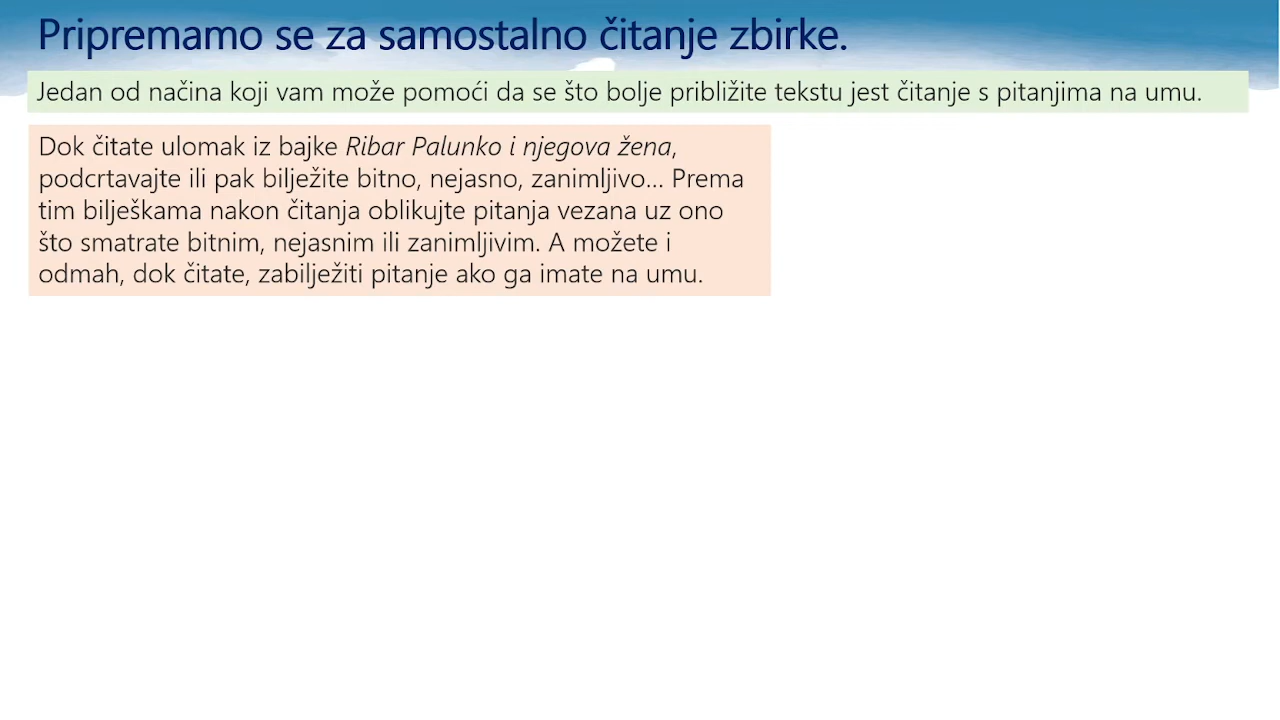 Pripremamo se za samostalno čitanje zbirke.
Jedan od načina koji vam može pomoći da se što bolje približite tekstu jest čitanje s pitanjima na umu.
Dok čitate ulomak iz bajke Ribar Palunko i njegova žena,
podcrtavajte ili pak bilježite bitno, nejasno, zanimljivo... Prema
tim bilješkama nakon čitanja oblikujte pitanja vezana uz ono
što smatrate bitnim, nejasnim ili zanimljivim. A možete i
odmah, dok čitate, zabilježiti pitanje ako ga imate na umu.